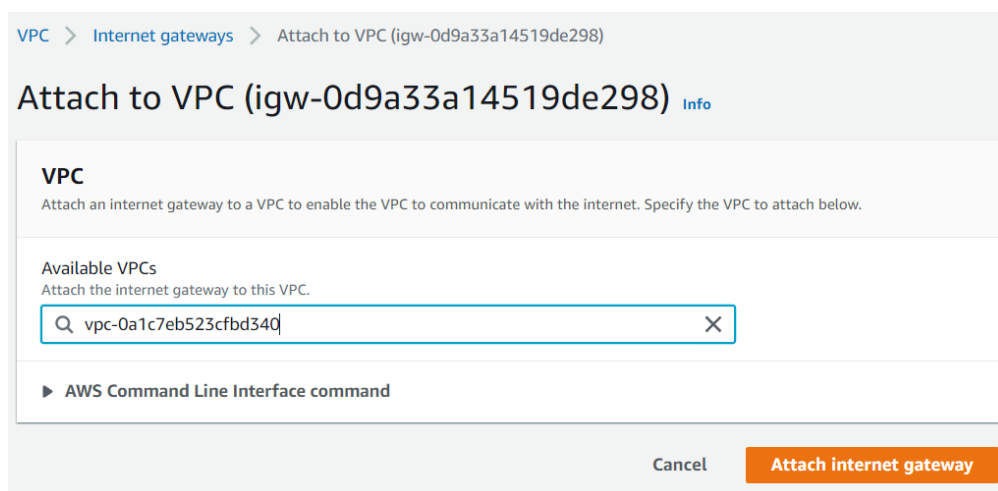 VPC > Internet gateways > Attach to VPC (igw-0d9a33a14519de298)
Attach to VPC (igw-0d9a33a14519de298) Info
VPC
Attach an internet gateway to a VPC to enable the VPC to communicate with the internet. Specify the VPC to attach below.
Available VPCs
Attach the internet gateway to this VPC.
vpc-0a1c7eb523cfbd340
AWS Command Line Interface command
Cancel Attach internet gateway